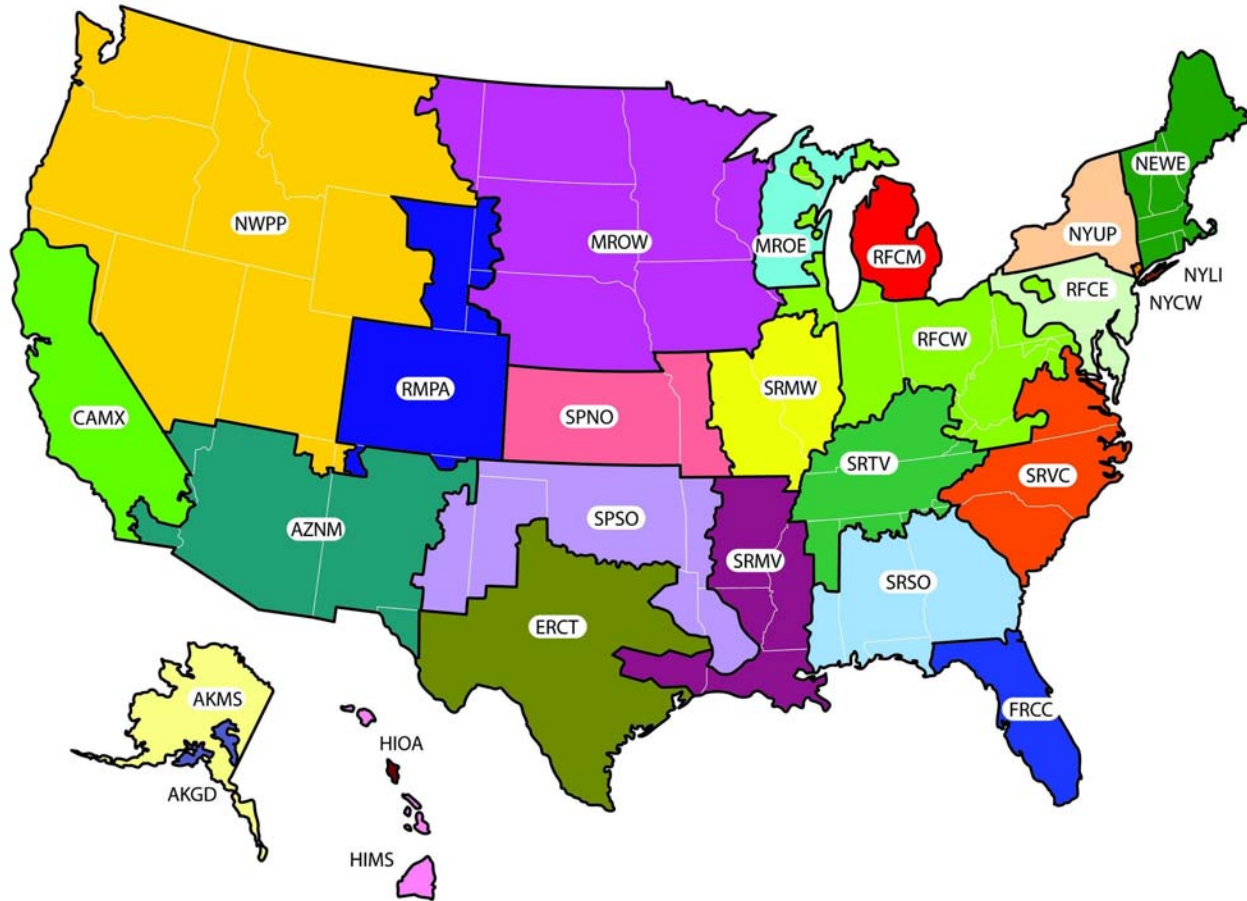 NEWE
NWPP
NYUP
MROW
MROE
RFCM
NYLI
RFCE
NYCW
RFCW
RMPA
SRMW
CAMX
SPNO
SRTV
SRVC
SPSO
AZNM
SRMV
SRSO
ERCT
AKMS
FRCC
HIOA
AKGD
HIMS